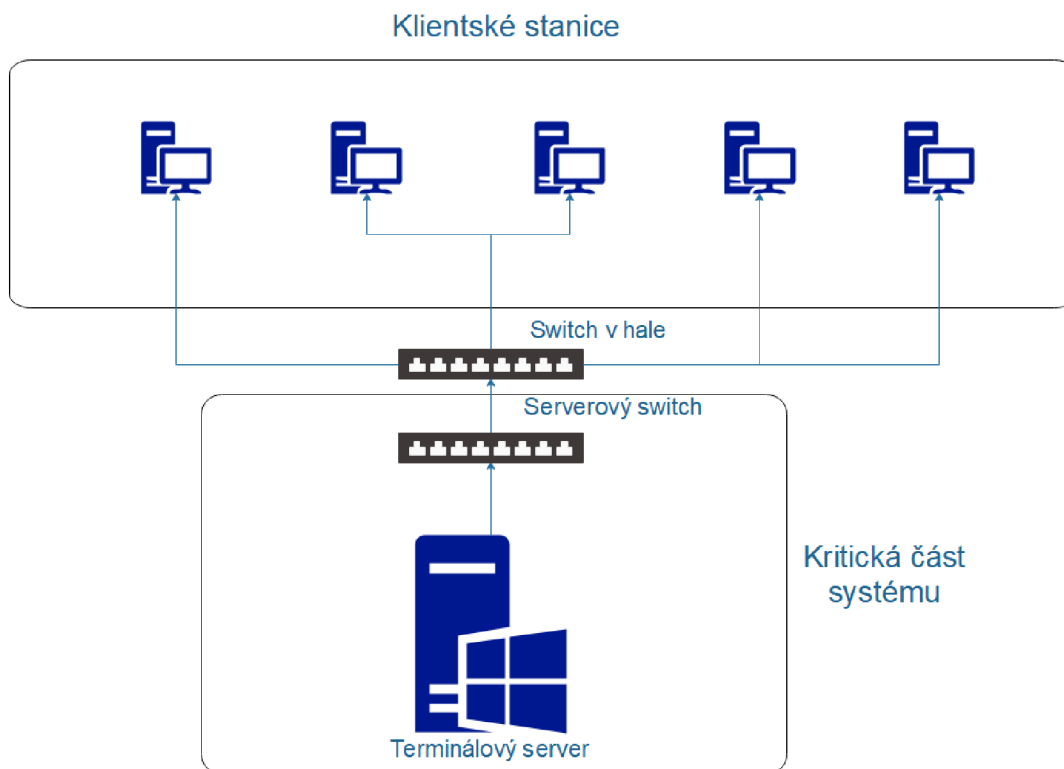 Klientské stanice
Switch v hale
Serverový switch
Kritická část
systému
Terminálový server